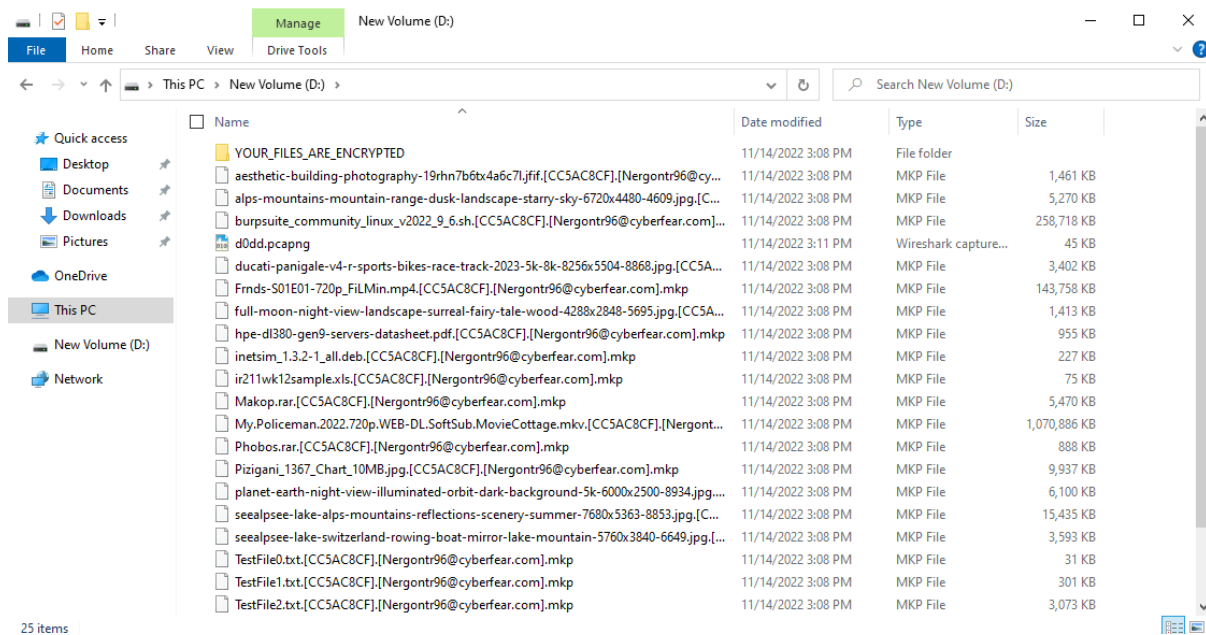 Manage
New Volume (D:)
File Home Share View Drive Tools
This PC > New Volume (D:) >
Search New Volume (D:)
Name Date modified Type Size
Quick access
Desktop
Documents
Downloads
Pictures
OneDrive
This PC
New Volume (D:)
Network
YOUR_FILES_ARE_ENCRYPTED 11/14/2022 3:08 PM File folder
aesthetic-building-photography-19rhn7b6tx4a6c7l.jfif.[CC5AC8CF].[Nergontr96@cy... 11/14/2022 3:08 PM MKP File 1,461 KB
alps-mountains-mountain-range-dusk-landscape-starry-sky-6720x4480-4609.jpg.[C... 11/14/2022 3:08 PM MKP File 5,270 KB
burpsuite_community_linux_v2022_9_6.sh.[CC5AC8CF].[Nergontr96@cyberfear.com].... 11/14/2022 3:08 PM MKP File 258,718 KB
d0dd.pcapng 11/14/2022 3:11 PM Wireshark capture... 45 KB
ducati-panigale-v4-r-sports-bikes-race-track-2023-5k-8k-8256x5504-8868.jpg.[CC5A... 11/14/2022 3:08 PM MKP File 3,402 KB
Frnds-S01E01-720p_FiLMin.mp4.[CC5AC8CF].[Nergontr96@cyberfear.com].mkp 11/14/2022 3:08 PM MKP File 143,758 KB
full-moon-night-view-landscape-surreal-fairy-tale-wood-4288x2848-5695.jpg.[CC5A... 11/14/2022 3:08 PM MKP File 1,413 KB
hpe-dl380-gen9-servers-datasheet.pdf.[CC5AC8CF].[Nergontr96@cyberfear.com].mkp 11/14/2022 3:08 PM MKP File 955 KB
inetsim_1.3.2-1_all.deb.[CC5AC8CF].[Nergontr96@cyberfear.com].mkp 11/14/2022 3:08 PM MKP File 227 KB
ir211wk12sample.xls.[CC5AC8CF].[Nergontr96@cyberfear.com].mkp 11/14/2022 3:08 PM MKP File 75 KB
Makop.rar.[CC5AC8CF].[Nergontr96@cyberfear.com].mkp 11/14/2022 3:08 PM MKP File 5,470 KB
My.Policeman.2022.720p.WEB-DL.SoftSub.MovieCottage.mkv.[CC5AC8CF].[Nergont... 11/14/2022 3:08 PM MKP File 1,070,886 KB
Phobos.rar.[CC5AC8CF].[Nergontr96@cyberfear.com].mkp 11/14/2022 3:08 PM MKP File 888 KB
Pizigani_1367_Chart_10MB.jpg.[CC5AC8CF].[Nergontr96@cyberfear.com].mkp 11/14/2022 3:08 PM MKP File 9,937 KB
planet-earth-night-view-illuminated-orbit-dark-background-5k-6000x2500-8934.jpg.... 11/14/2022 3:08 PM MKP File 6,100 KB
seealpsee-lake-alps-mountains-reflections-scenery-summer-7680x5363-8853.jpg.[C... 11/14/2022 3:08 PM MKP File 15,435 KB
seealpsee-lake-switzerland-rowing-boat-mirror-lake-mountain-5760x3840-6649.jpg.[... 11/14/2022 3:08 PM MKP File 3,593 KB
TestFile0.txt.[CC5AC8CF].[Nergontr96@cyberfear.com].mkp 11/14/2022 3:08 PM MKP File 31 KB
TestFile1.txt.[CC5AC8CF].[Nergontr96@cyberfear.com].mkp 11/14/2022 3:08 PM MKP File 301 KB
TestFile2.txt.[CC5AC8CF].[Nergontr96@cyberfear.com].mkp 11/14/2022 3:08 PM MKP File 3,073 KB
25 items